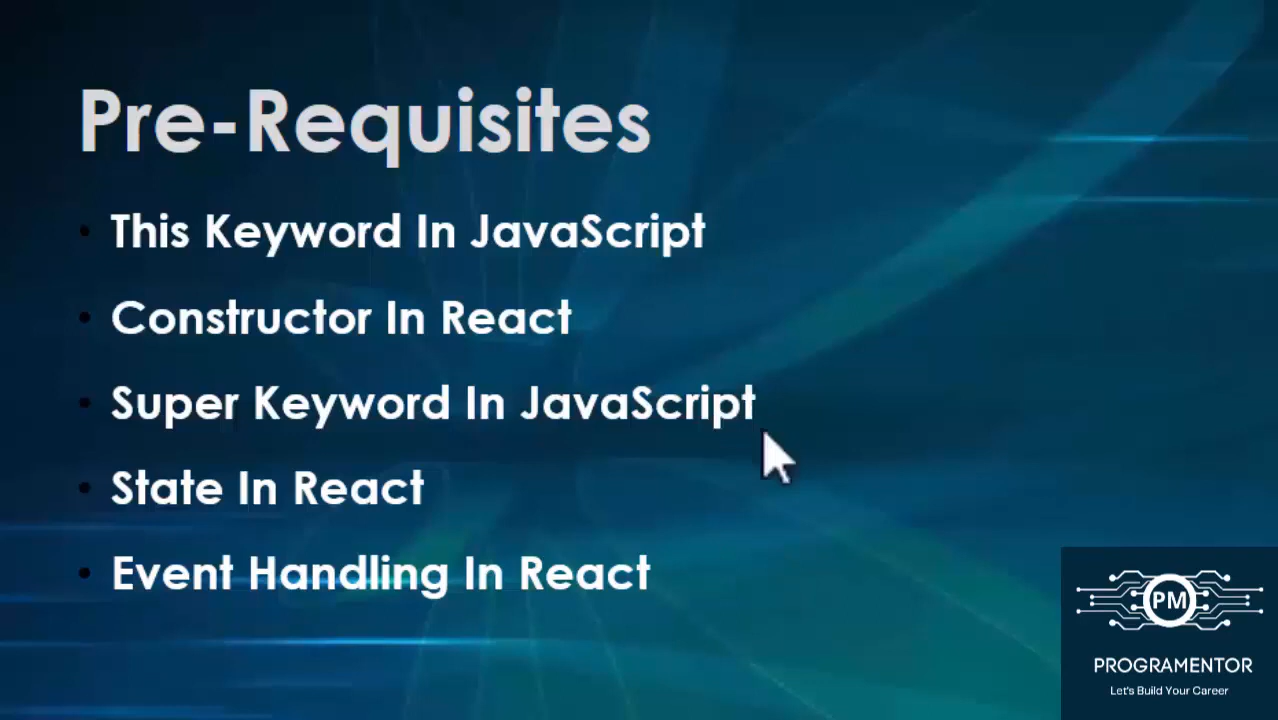 Pre-Requisites
• This Keyword In JavaScript
• Constructor In React
• Super Keyword In JavaScript
• State In React
• Event Handling In React
PM
PROGRAMENTOR
Let's Build Your Career